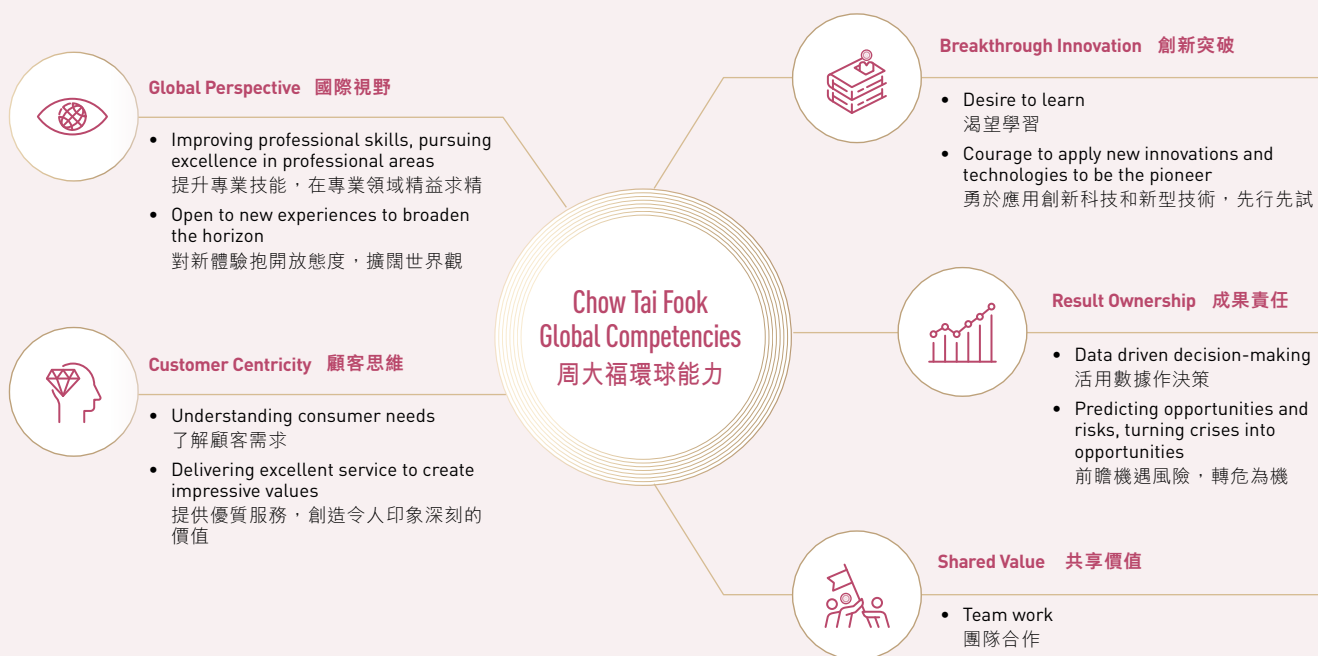 Global Perspective 國際視野
• Improving professional skills, pursuing
excellence in professional areas
提升專業技能，在專業領域精益求精
• Open to new experiences to broaden
the horizon
對新體驗抱開放態度，擴闊世界觀
Customer Centricity 顧客思維
• Understanding consumer needs
了解顧客需求
• Delivering excellent service to create
impressive values
提供優質服務，創造令人印象深刻的
價值
Chow Tai Fook
Global Competencies
周大福環球能力
Breakthrough Innovation 創新突破
• Desire to learn
渴望學習
• Courage to apply new innovations and
technologies to be the pioneer
勇於應用創新科技和新型技術，先行先試
Result Ownership 成果責任
• Data driven decision-making
活用數據作決策
• Predicting opportunities and
risks, turning crises into
opportunities
前瞻機遇風險，轉危為機
Shared Value 共享價值
• Team work
團隊合作